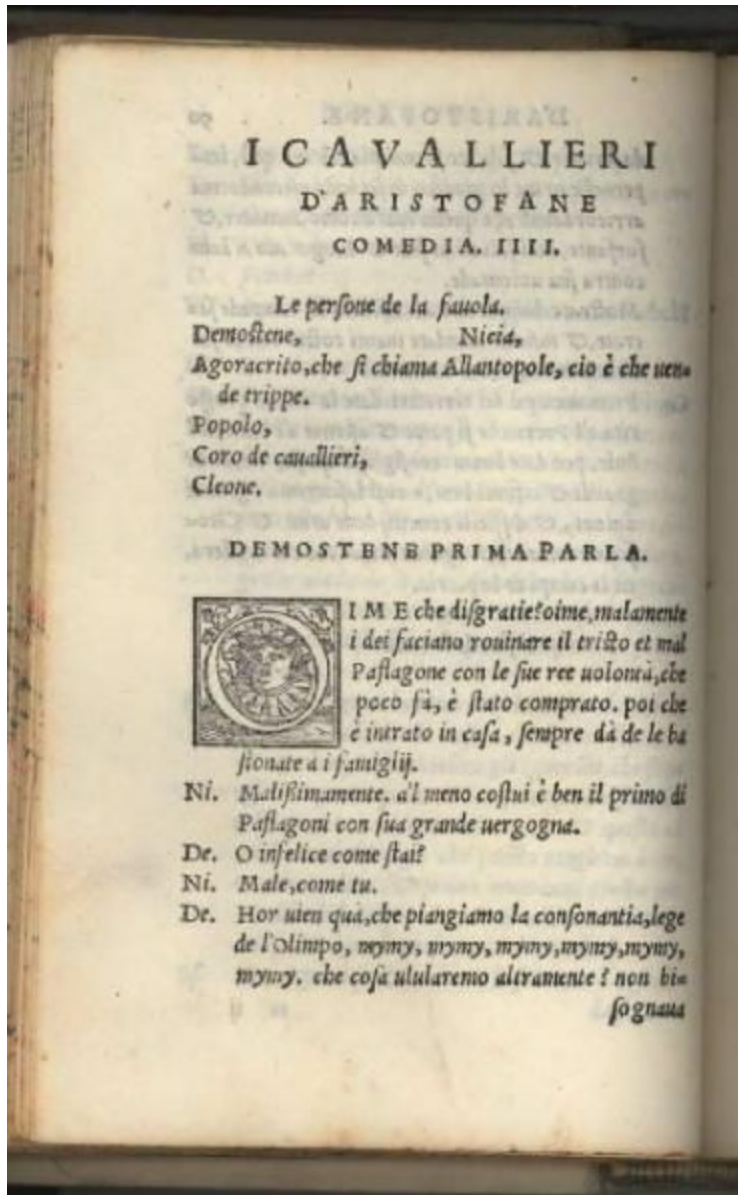 I CAVALLIERI
D'ARISTOFANE
COMEDIA. IIII.
Le persone de la fauola.
Demostene, Nicia,
Agoracrito, che si chiama Allantopole, cio è che uen-
de trippe.
Popolo,
Coro de cauallieri,
Cleone.
DEMOSTENE PRIMA PARLA.
OIME che disgratie? oime, malamente
i dei faciano rouinare il tristo et mal
Paflagone con le sue ree uolontà, che
poco fà, è stato comprato. poi che
è intrato in casa, sempre dà de le ba
stonate a i famiglij.
Ni. Malissimamente. a'l meno costui è ben il primo di
Paflagoni con sua grande uergogna.
De. O infelice come stai?
Ni. Male, come tu.
De. Hor uien quà, che piangiamo la consonantia, lege
de l'Olimpo, mymy, mymy, mymy, mymy, mymy,
mymy. che cosa ulularemo altramente? non bi-
sognaua